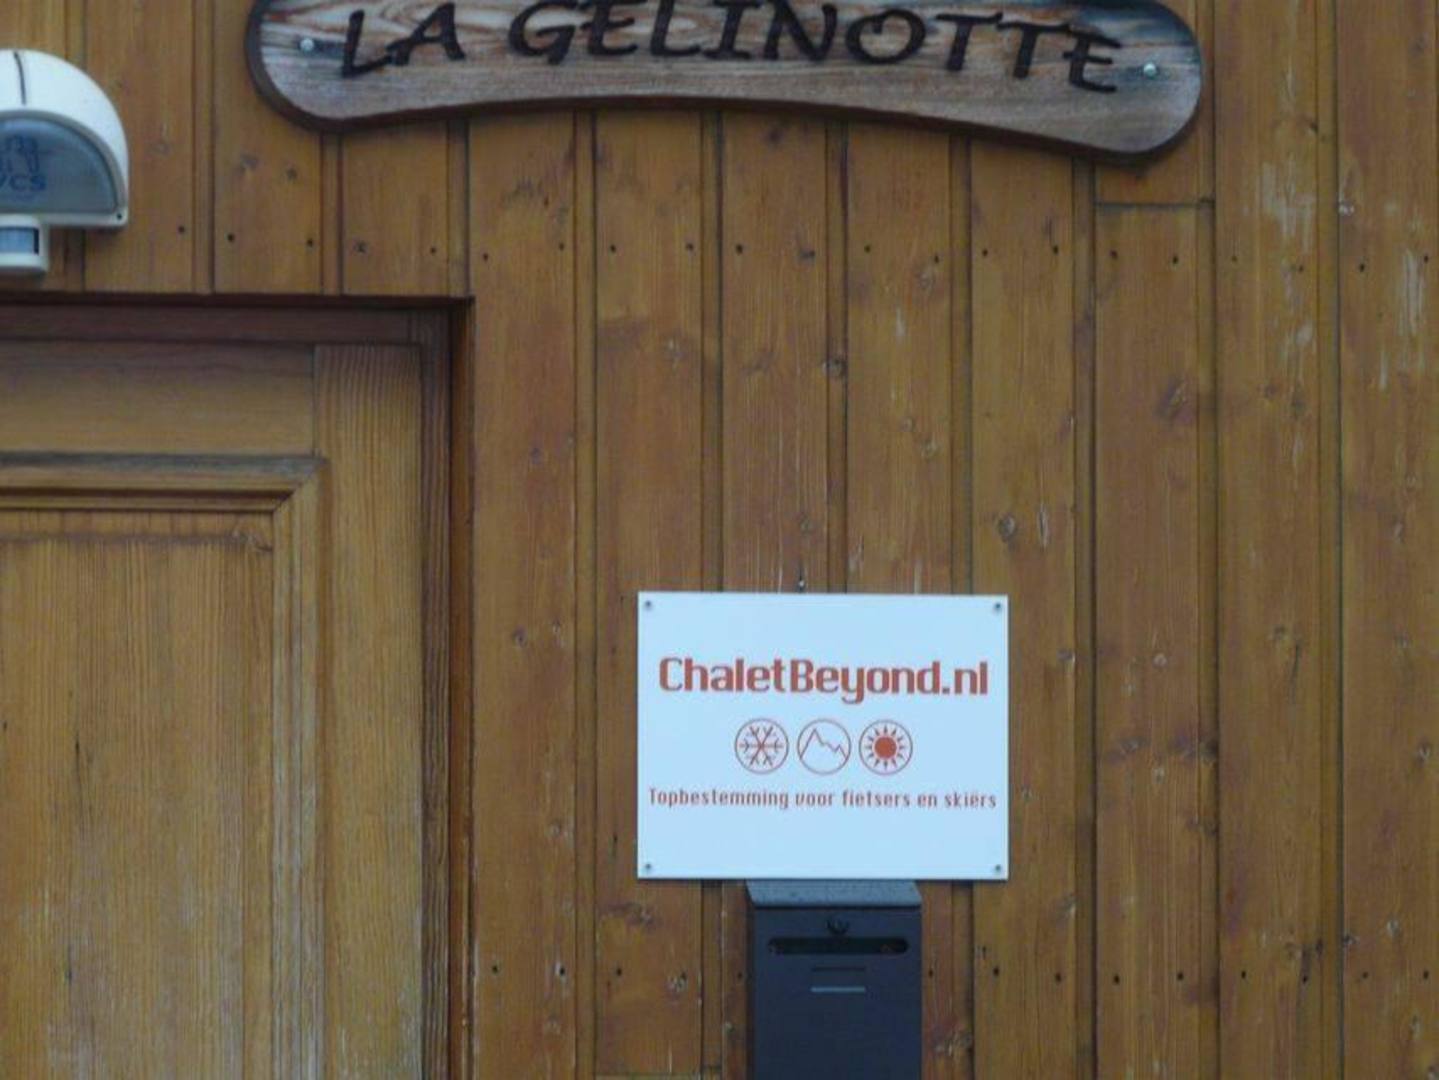 LA GELINOTTE
ChaletBeyond.nl
Topbestemming voor fietsers en skiërs